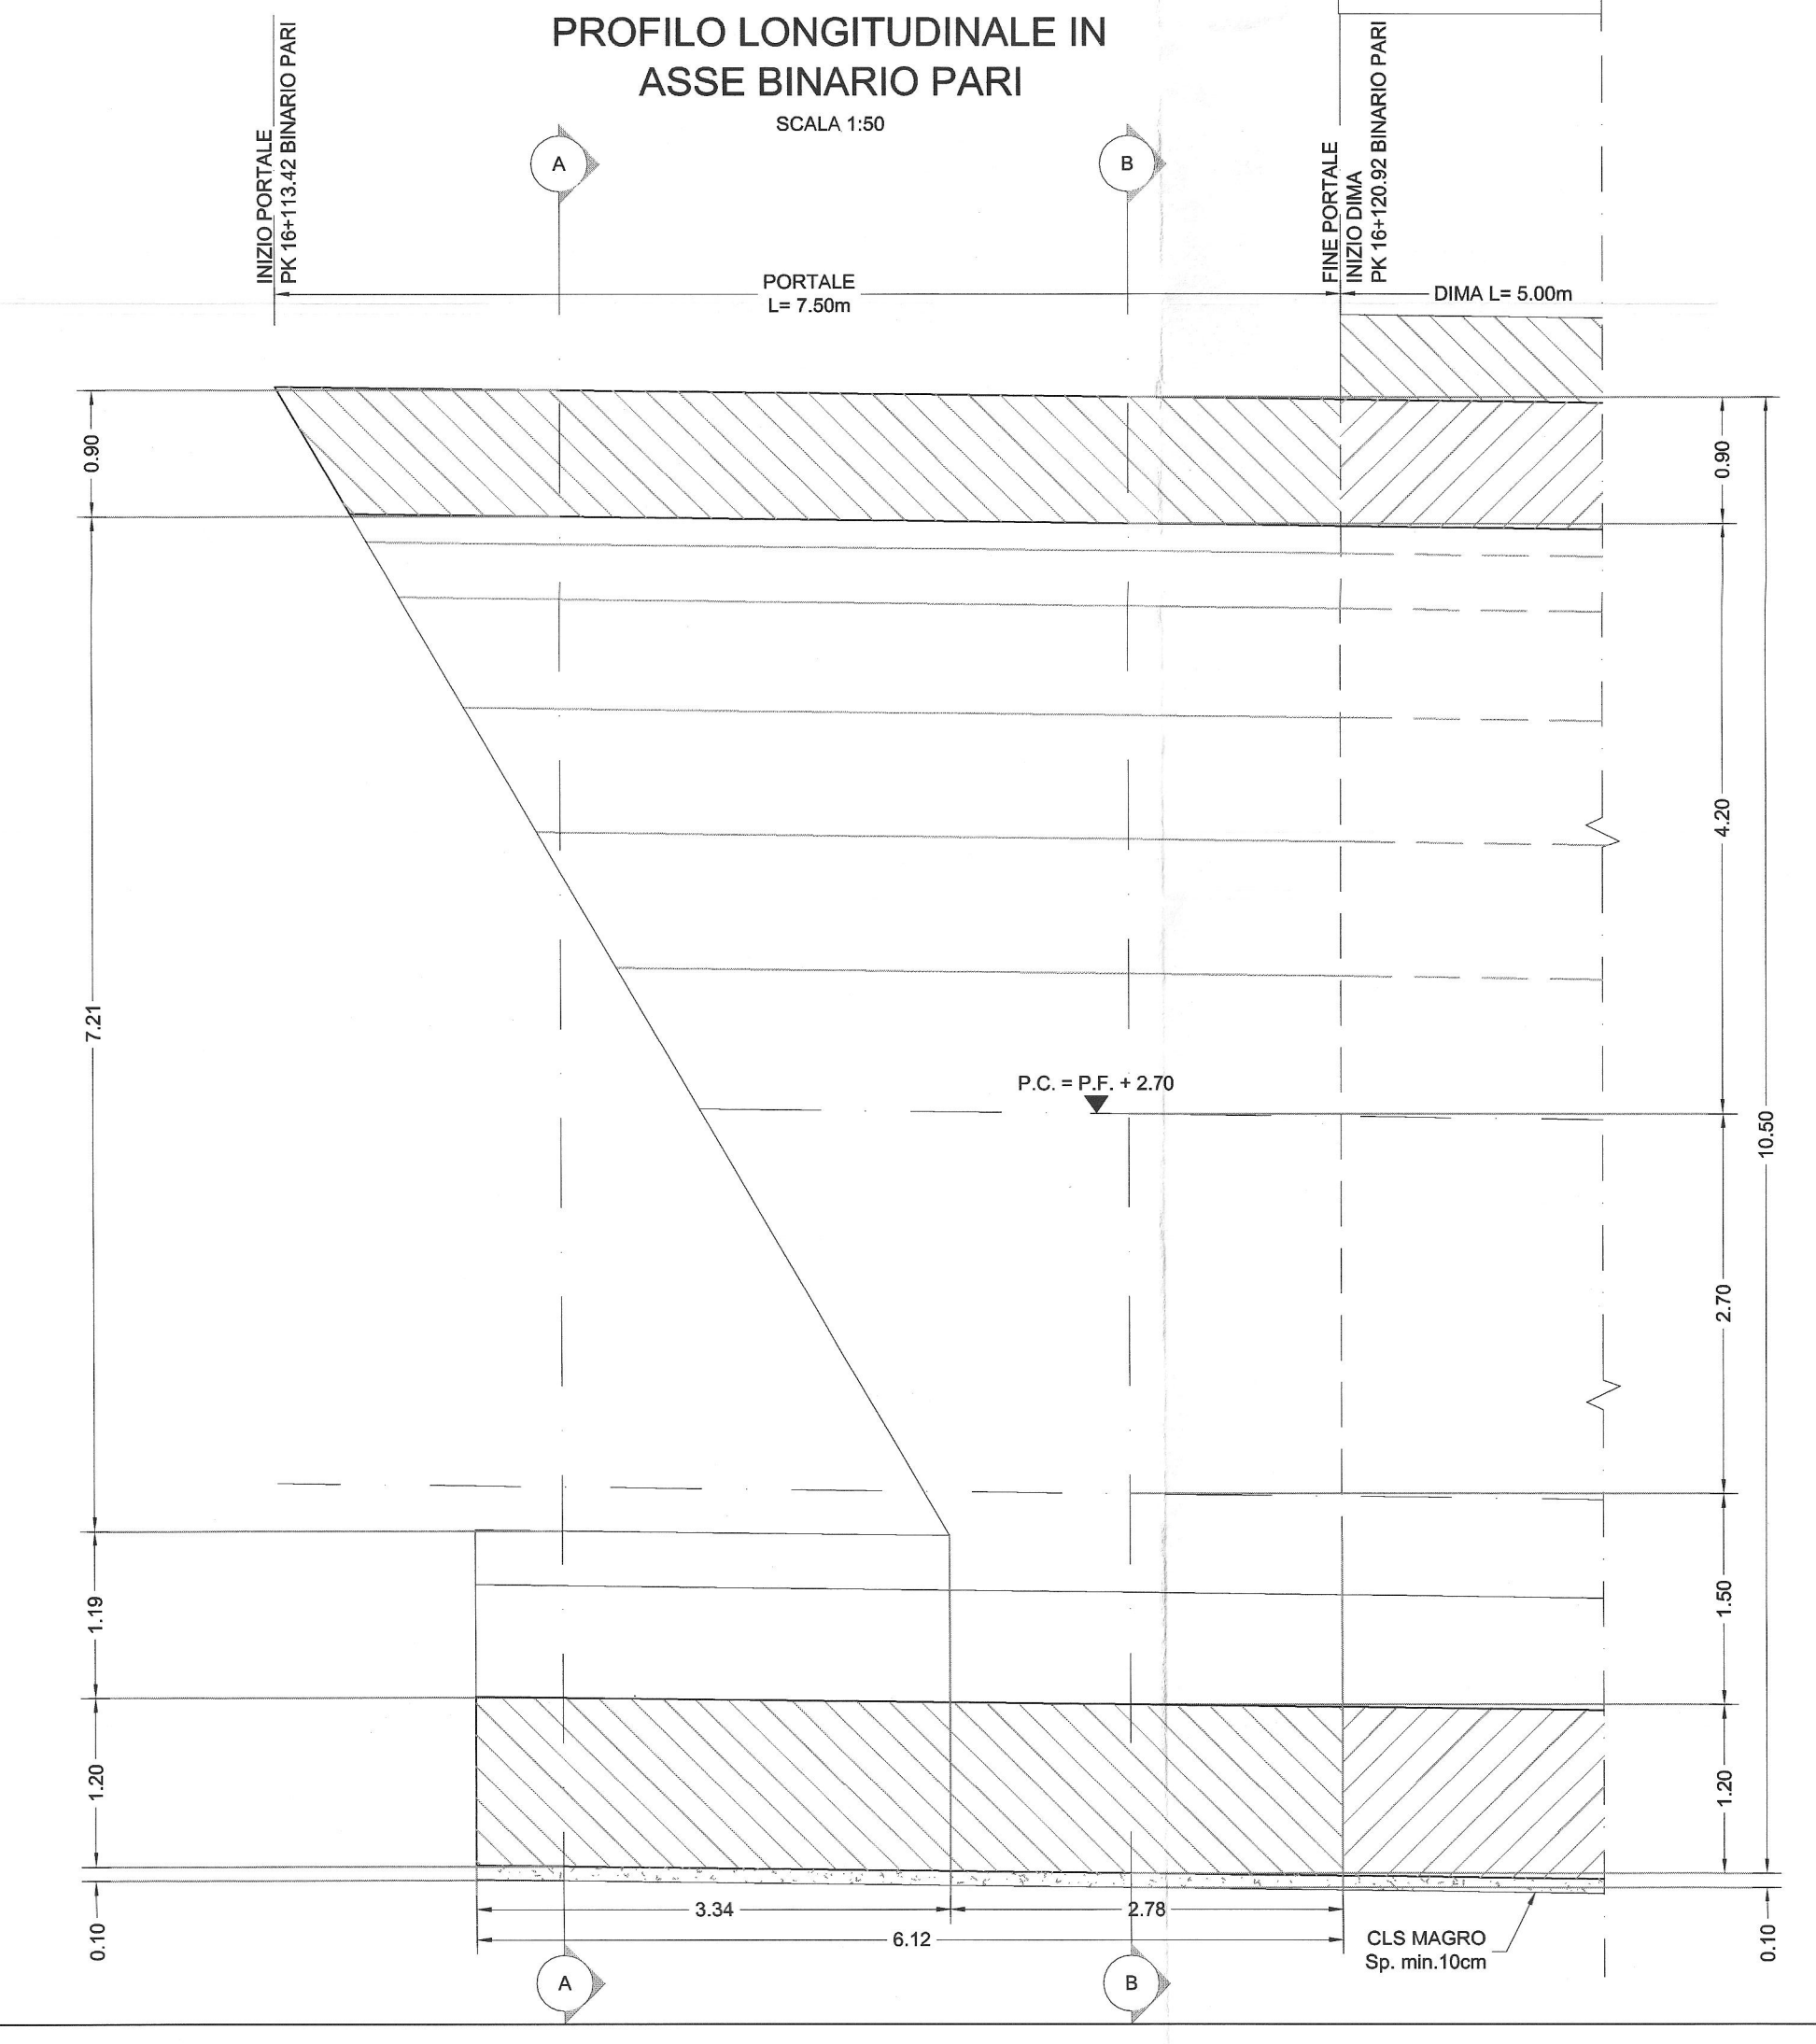 PROFILO LONGITUDINALE IN
ASSE BINARIO PARI
SCALA 1:50
INIZIO PORTALE
PK 16+113.42 BINARIO PARI
A
B
FINE PORTALE
INIZIO DIMA
PK 16+120.92 BINARIO PARI
PORTALE
L= 7.50m
DIMA L= 5.00m
0.90
0.90
4.20
7.21
P.C. = P.F. + 2.70
10.50
2.70
1.19
1.50
1.20
1.20
3.34
2.78
6.12
0.10
CLS MAGRO
Sp. min.10cm
0.10
A
B